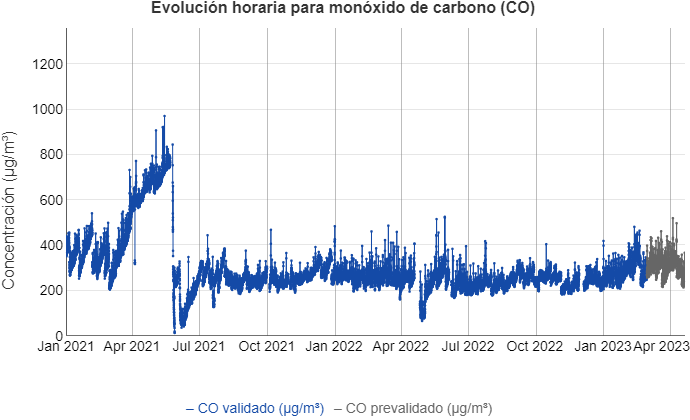 Evolución horaria para monóxido de carbono (CO)
Concentración (µg/m³)
1200
1000
800
600
400
200
0
Jan 2021 Apr 2021 Jul 2021 Oct 2021 Jan 2022 Apr 2022 Jul 2022 Oct 2022 Jan 2023 Apr 2023
– CO validado (µg/m³) – CO prevalidado (µg/m³)